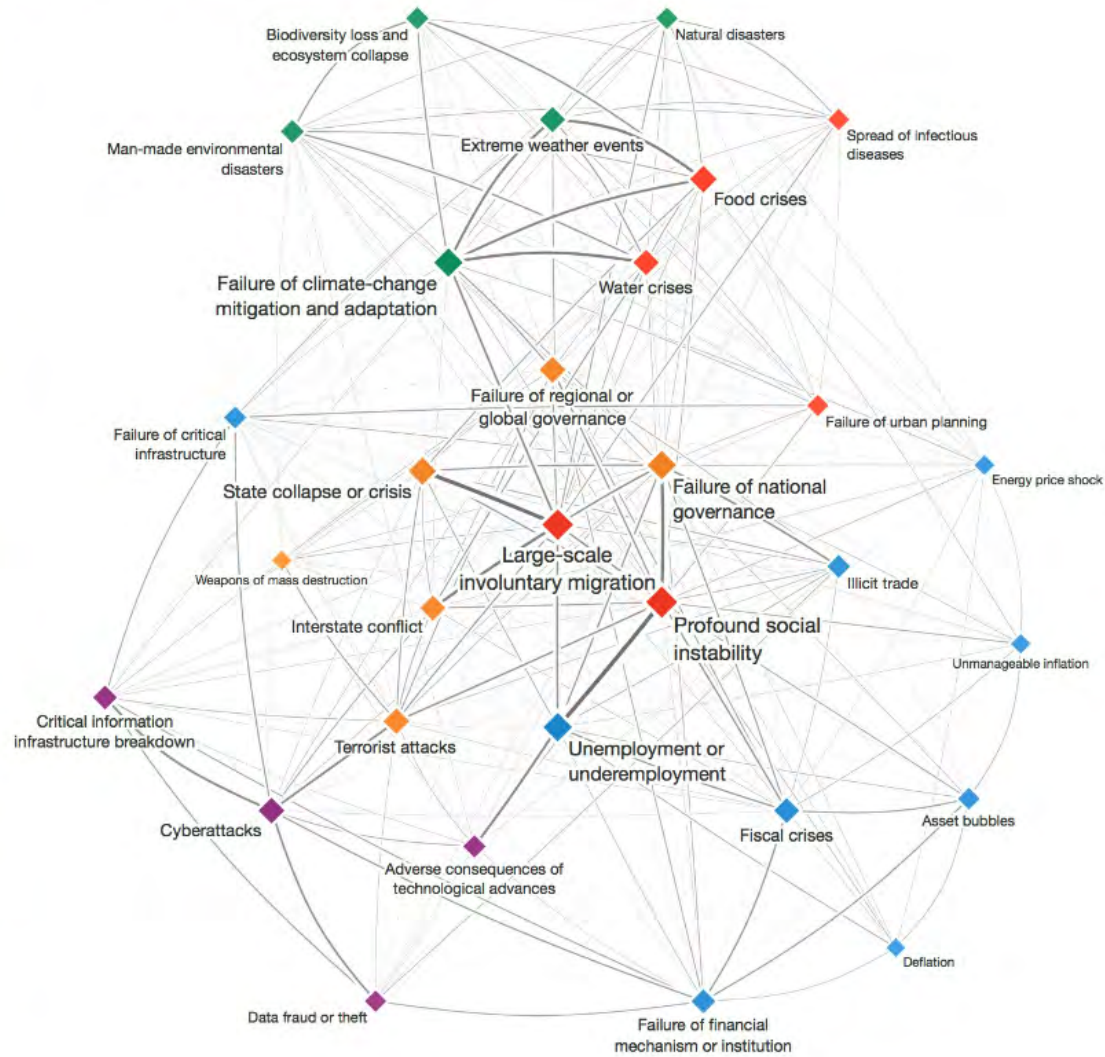 Biodiversity loss and
ecosystem collapse
Natural disasters
Man-made environmental
disasters
Extreme weather events
Spread of infectious
diseases
Food crises
Failure of climate-change
mitigation and adaptation
Water crises
Failure of regional or
global governance
Failure of critical
infrastructure
Failure of urban planning
State collapse or crisis
Failure of national
governance
Energy price shock
Large-scale
involuntary migration
Weapons of mass destruction
Illicit trade
Interstate conflict
Profound social
instability
Unmanageable inflation
Critical information
infrastructure breakdown
Terrorist attacks
Unemployment or
underemployment
Cyberattacks
Fiscal crises
Asset bubbles
Adverse consequences of
technological advances
Deflation
Data fraud or theft
Failure of financial
mechanism or institution